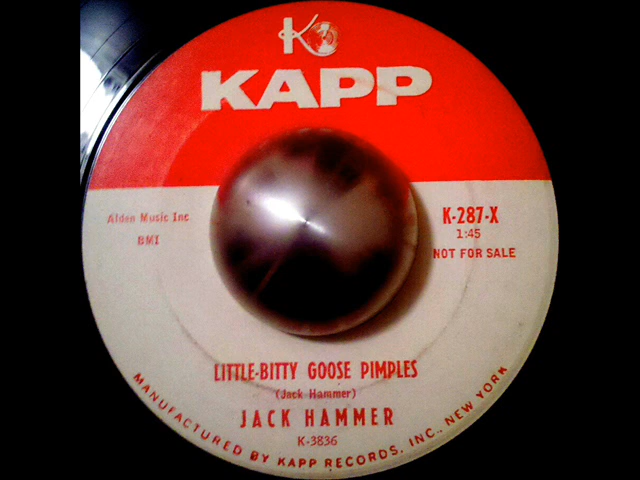 K
KAPP
Alden Music Inc
BMI
K-287-X
1:45
NOT FOR SALE
LITTLE-BITTY GOOSE PIMPLES
(Jack Hammer)
JACK HAMMER
K-3836
MANUFACTURED BY KAPP RECORDS, INC., NEW YORK